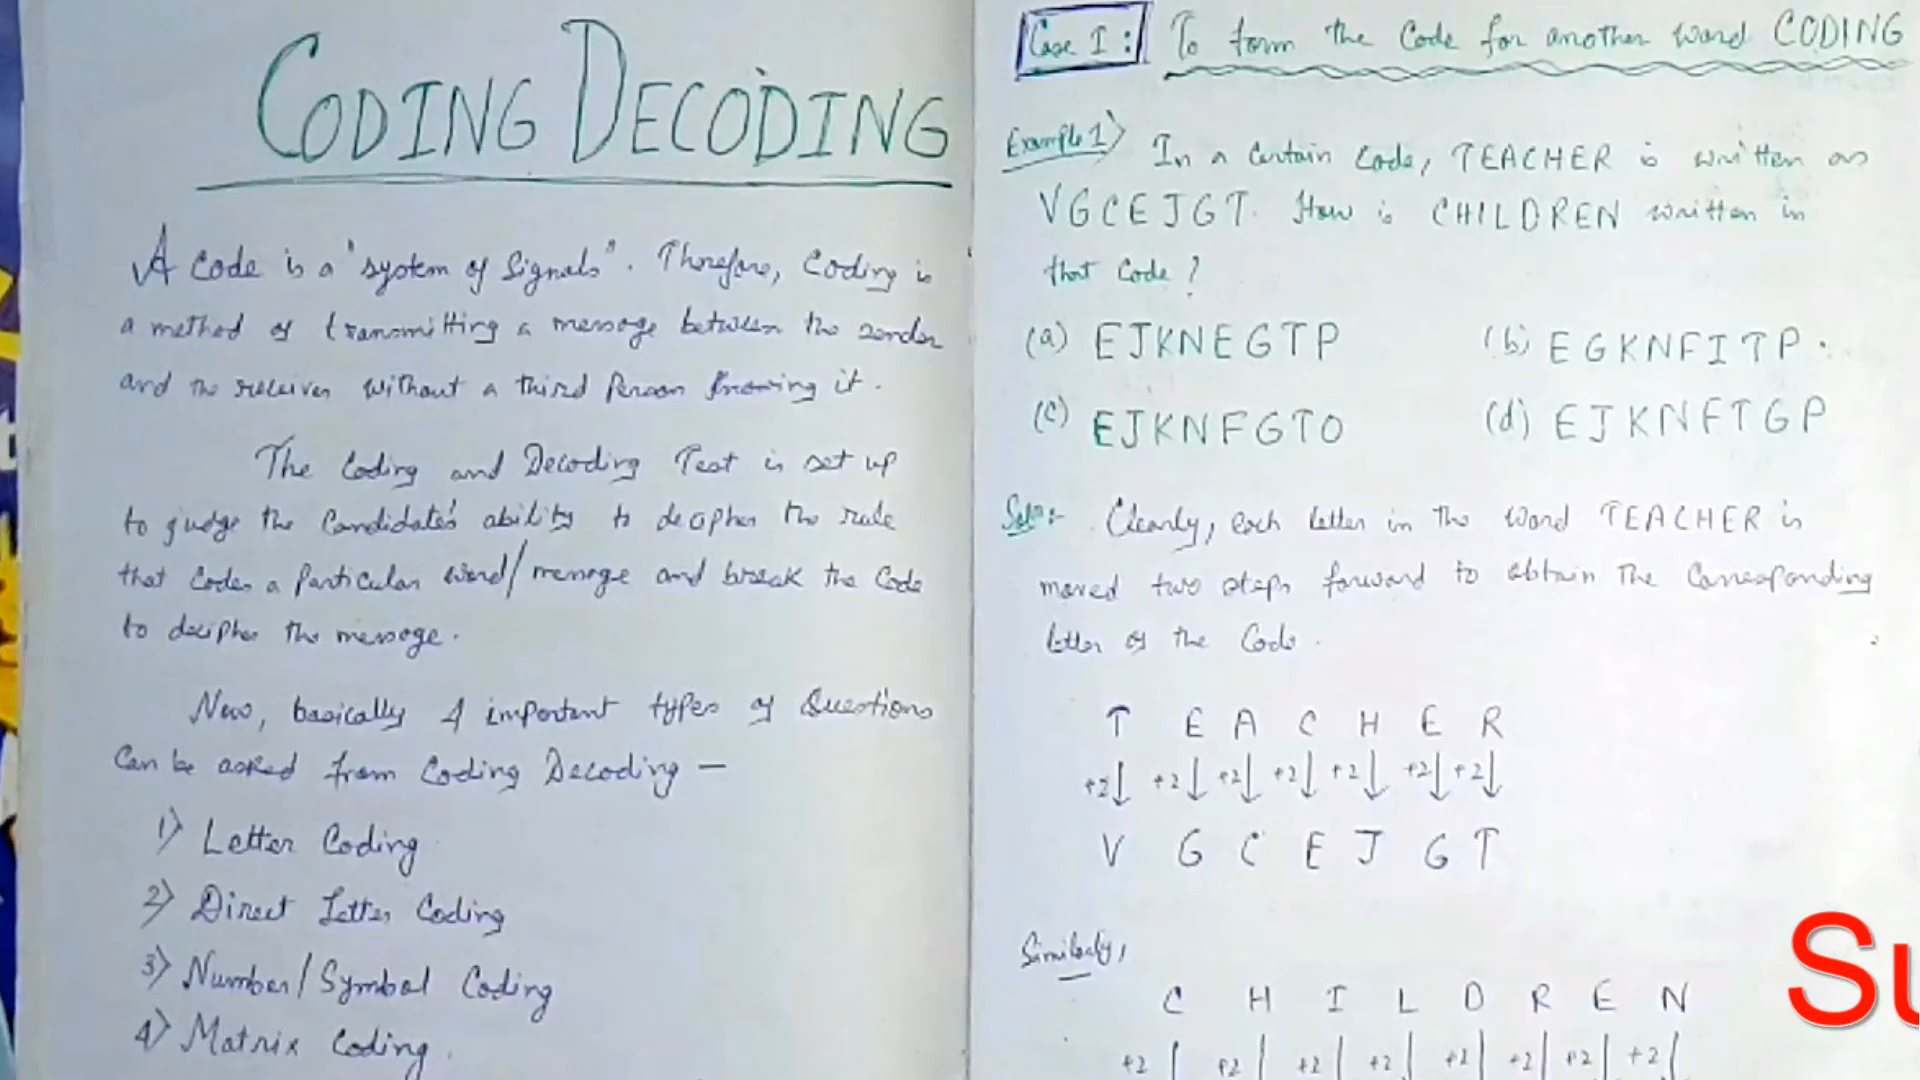 CODING DECODING
A Code is a "system of Signals". Therefore, Coding is
a method of transmitting a message between the sender
and the receiver without a third Person knowing it.
The Coding and Decoding Test is set up
to judge the Candidate's ability to decipher the rule
that Codes a Particular word/message and break the Code
to decipher the message.
Now, basically 4 important types of Questions
Can be asked from Coding Decoding —
1) Letter Coding
2) Direct Letter Coding
3) Number/Symbol Coding
4) Matrix Coding.
Case I: To form the Code for another word CODING
Example 1) In a Certain Code, TEACHER is written as
VGCEJGT. How is CHILDREN written in
that Code?
(a) EJKNEGTP (b) EGKNFITP.
(c) EJKNFGTO (d) EJKNFTGP
Soln:- Clearly, each letter in the word TEACHER is
moved two steps forward to obtain the Corresponding
letter of the Code.
T E A C H E R
+2↓ +2↓ +2↓ +2↓ +2↓ +2↓ +2↓
V G C E J G T
Similarly,
C H I L D R E N
+2 +2 +2 +2 +2 +2 +2 +2
Su